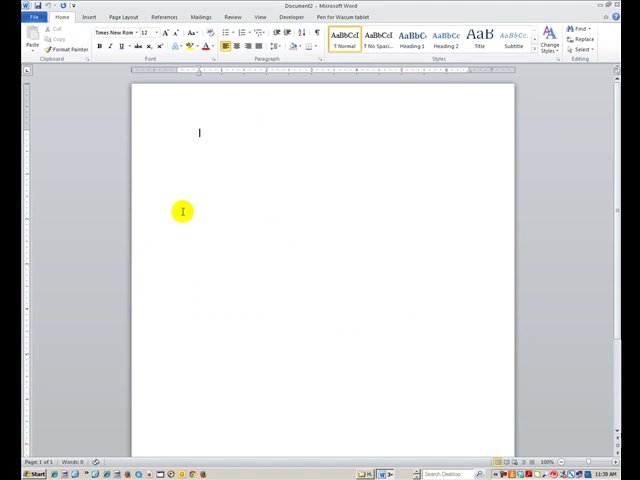 Document2 - Microsoft Word
File Home Insert Page Layout References Mailings Review View Developer Pen for Wacum tablet
Cut
Copy
Paste
Format Painter
Times New Rom 12
AaBbCcI AaBbCcI AaBbC AaBbCc AaB AaBbCc.
¶ Normal ¶ No Spaci... Heading 1 Heading 2 Title Subtitle
Change
Styles
Find
Replace
Select
Clipboard Font Paragraph Styles Editing
Page: 1 of 1 Words: 0 100%
Start Search Desktop 11:39 AM